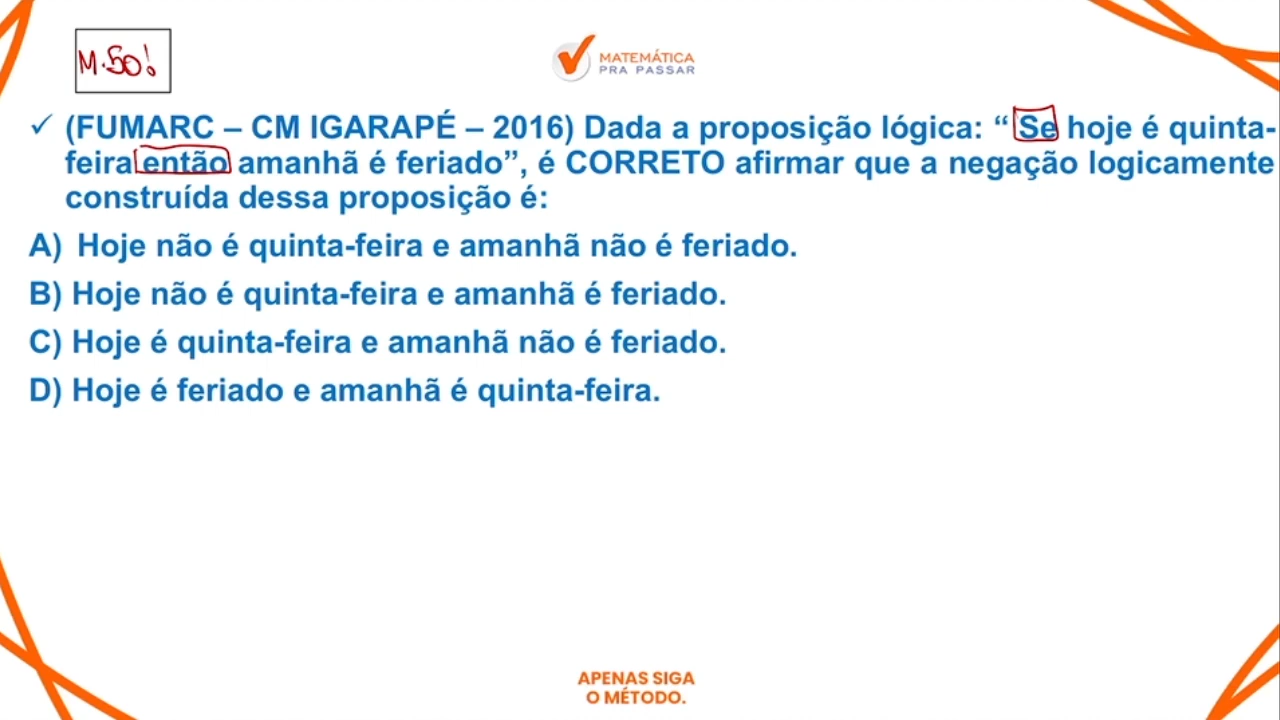 M.50!
MATEMÁTICA
PRA PASSAR
✓ (FUMARC – CM IGARAPÉ – 2016) Dada a proposição lógica: “ Se hoje é quinta-
feira então amanhã é feriado”, é CORRETO afirmar que a negação logicamente
construída dessa proposição é:
A) Hoje não é quinta-feira e amanhã não é feriado.
B) Hoje não é quinta-feira e amanhã é feriado.
C) Hoje é quinta-feira e amanhã não é feriado.
D) Hoje é feriado e amanhã é quinta-feira.
APENAS SIGA
O MÉTODO.